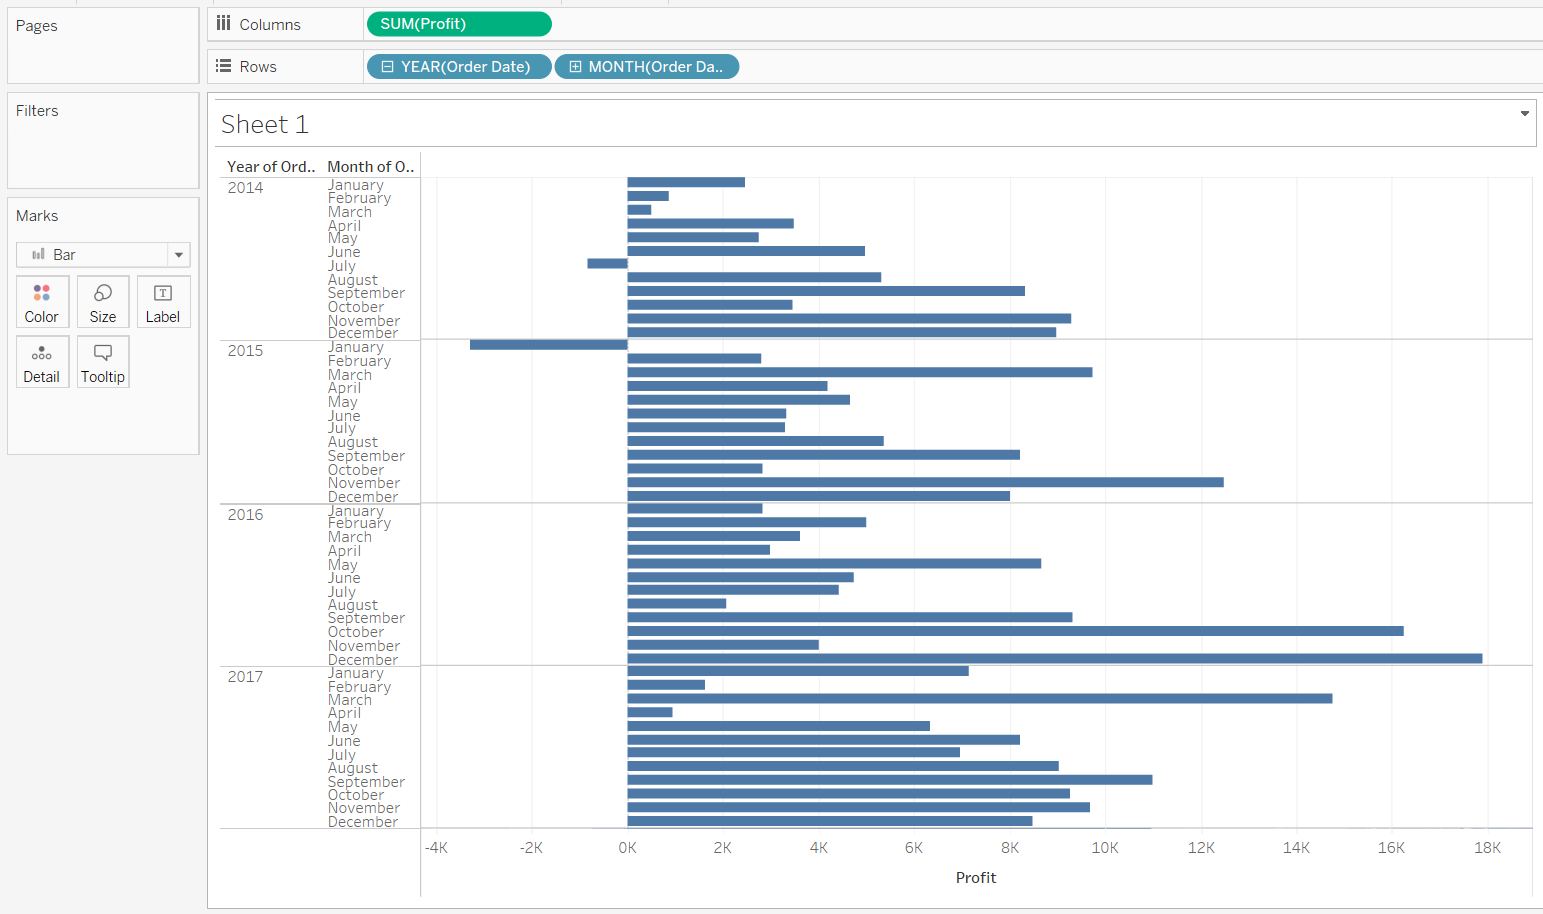 Pages
Columns
SUM(Profit)
Rows
YEAR(Order Date)
MONTH(Order Da..
Filters
Marks
Bar
Color
Size
Label
Detail
Tooltip
Sheet 1
Year of Ord.. Month of O..
2014 January
February
March
April
May
June
July
August
September
October
November
December
2015 January
February
March
April
May
June
July
August
September
October
November
December
2016 January
February
March
April
May
June
July
August
September
October
November
December
2017 January
February
March
April
May
June
July
August
September
October
November
December
-4K -2K 0K 2K 4K 6K 8K 10K 12K 14K 16K 18K
Profit